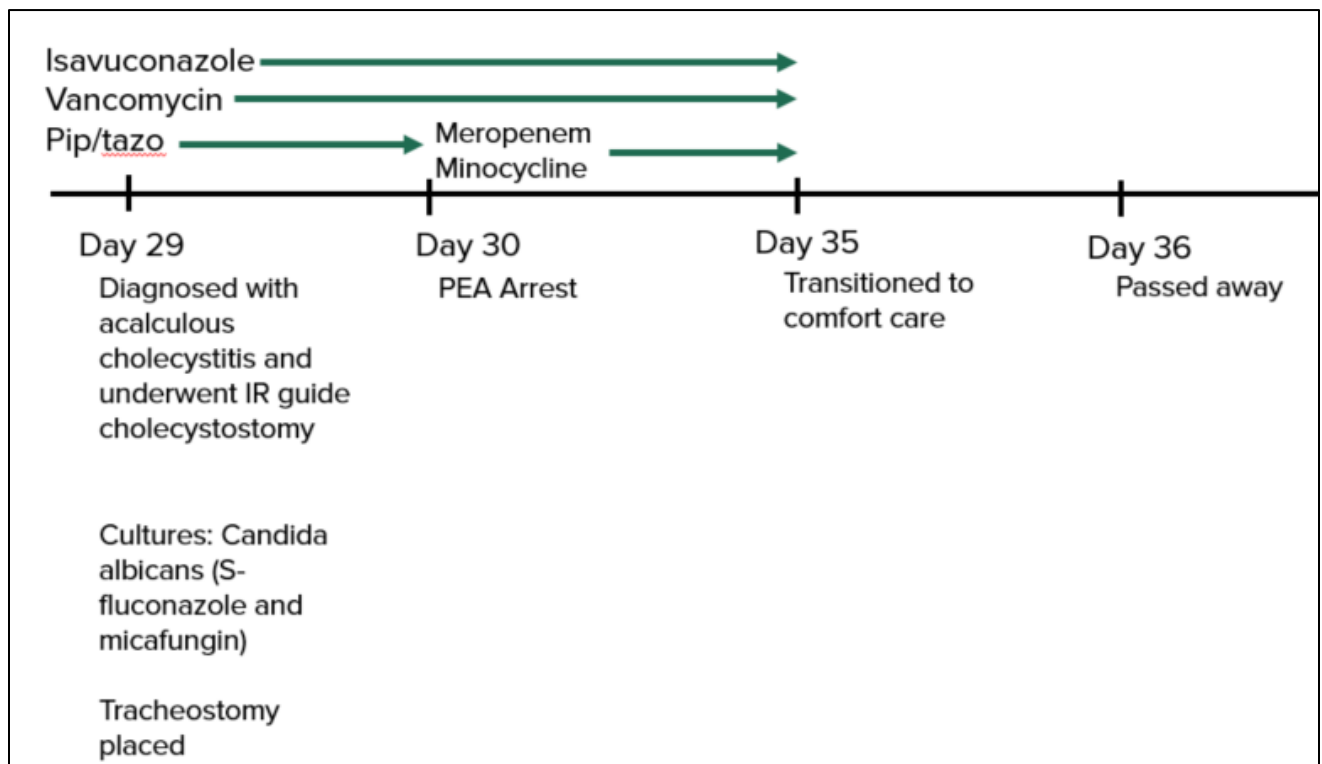 Isavuconazole
Vancomycin
Pip/tazo
Meropenem
Minocycline
Day 29
Diagnosed with
acalculous
cholecystitis and
underwent IR guide
cholecystostomy
Cultures: Candida
albicans (S-
fluconazole and
micafungin)
Tracheostomy
placed
Day 30
PEA Arrest
Day 35
Transitioned to
comfort care
Day 36
Passed away